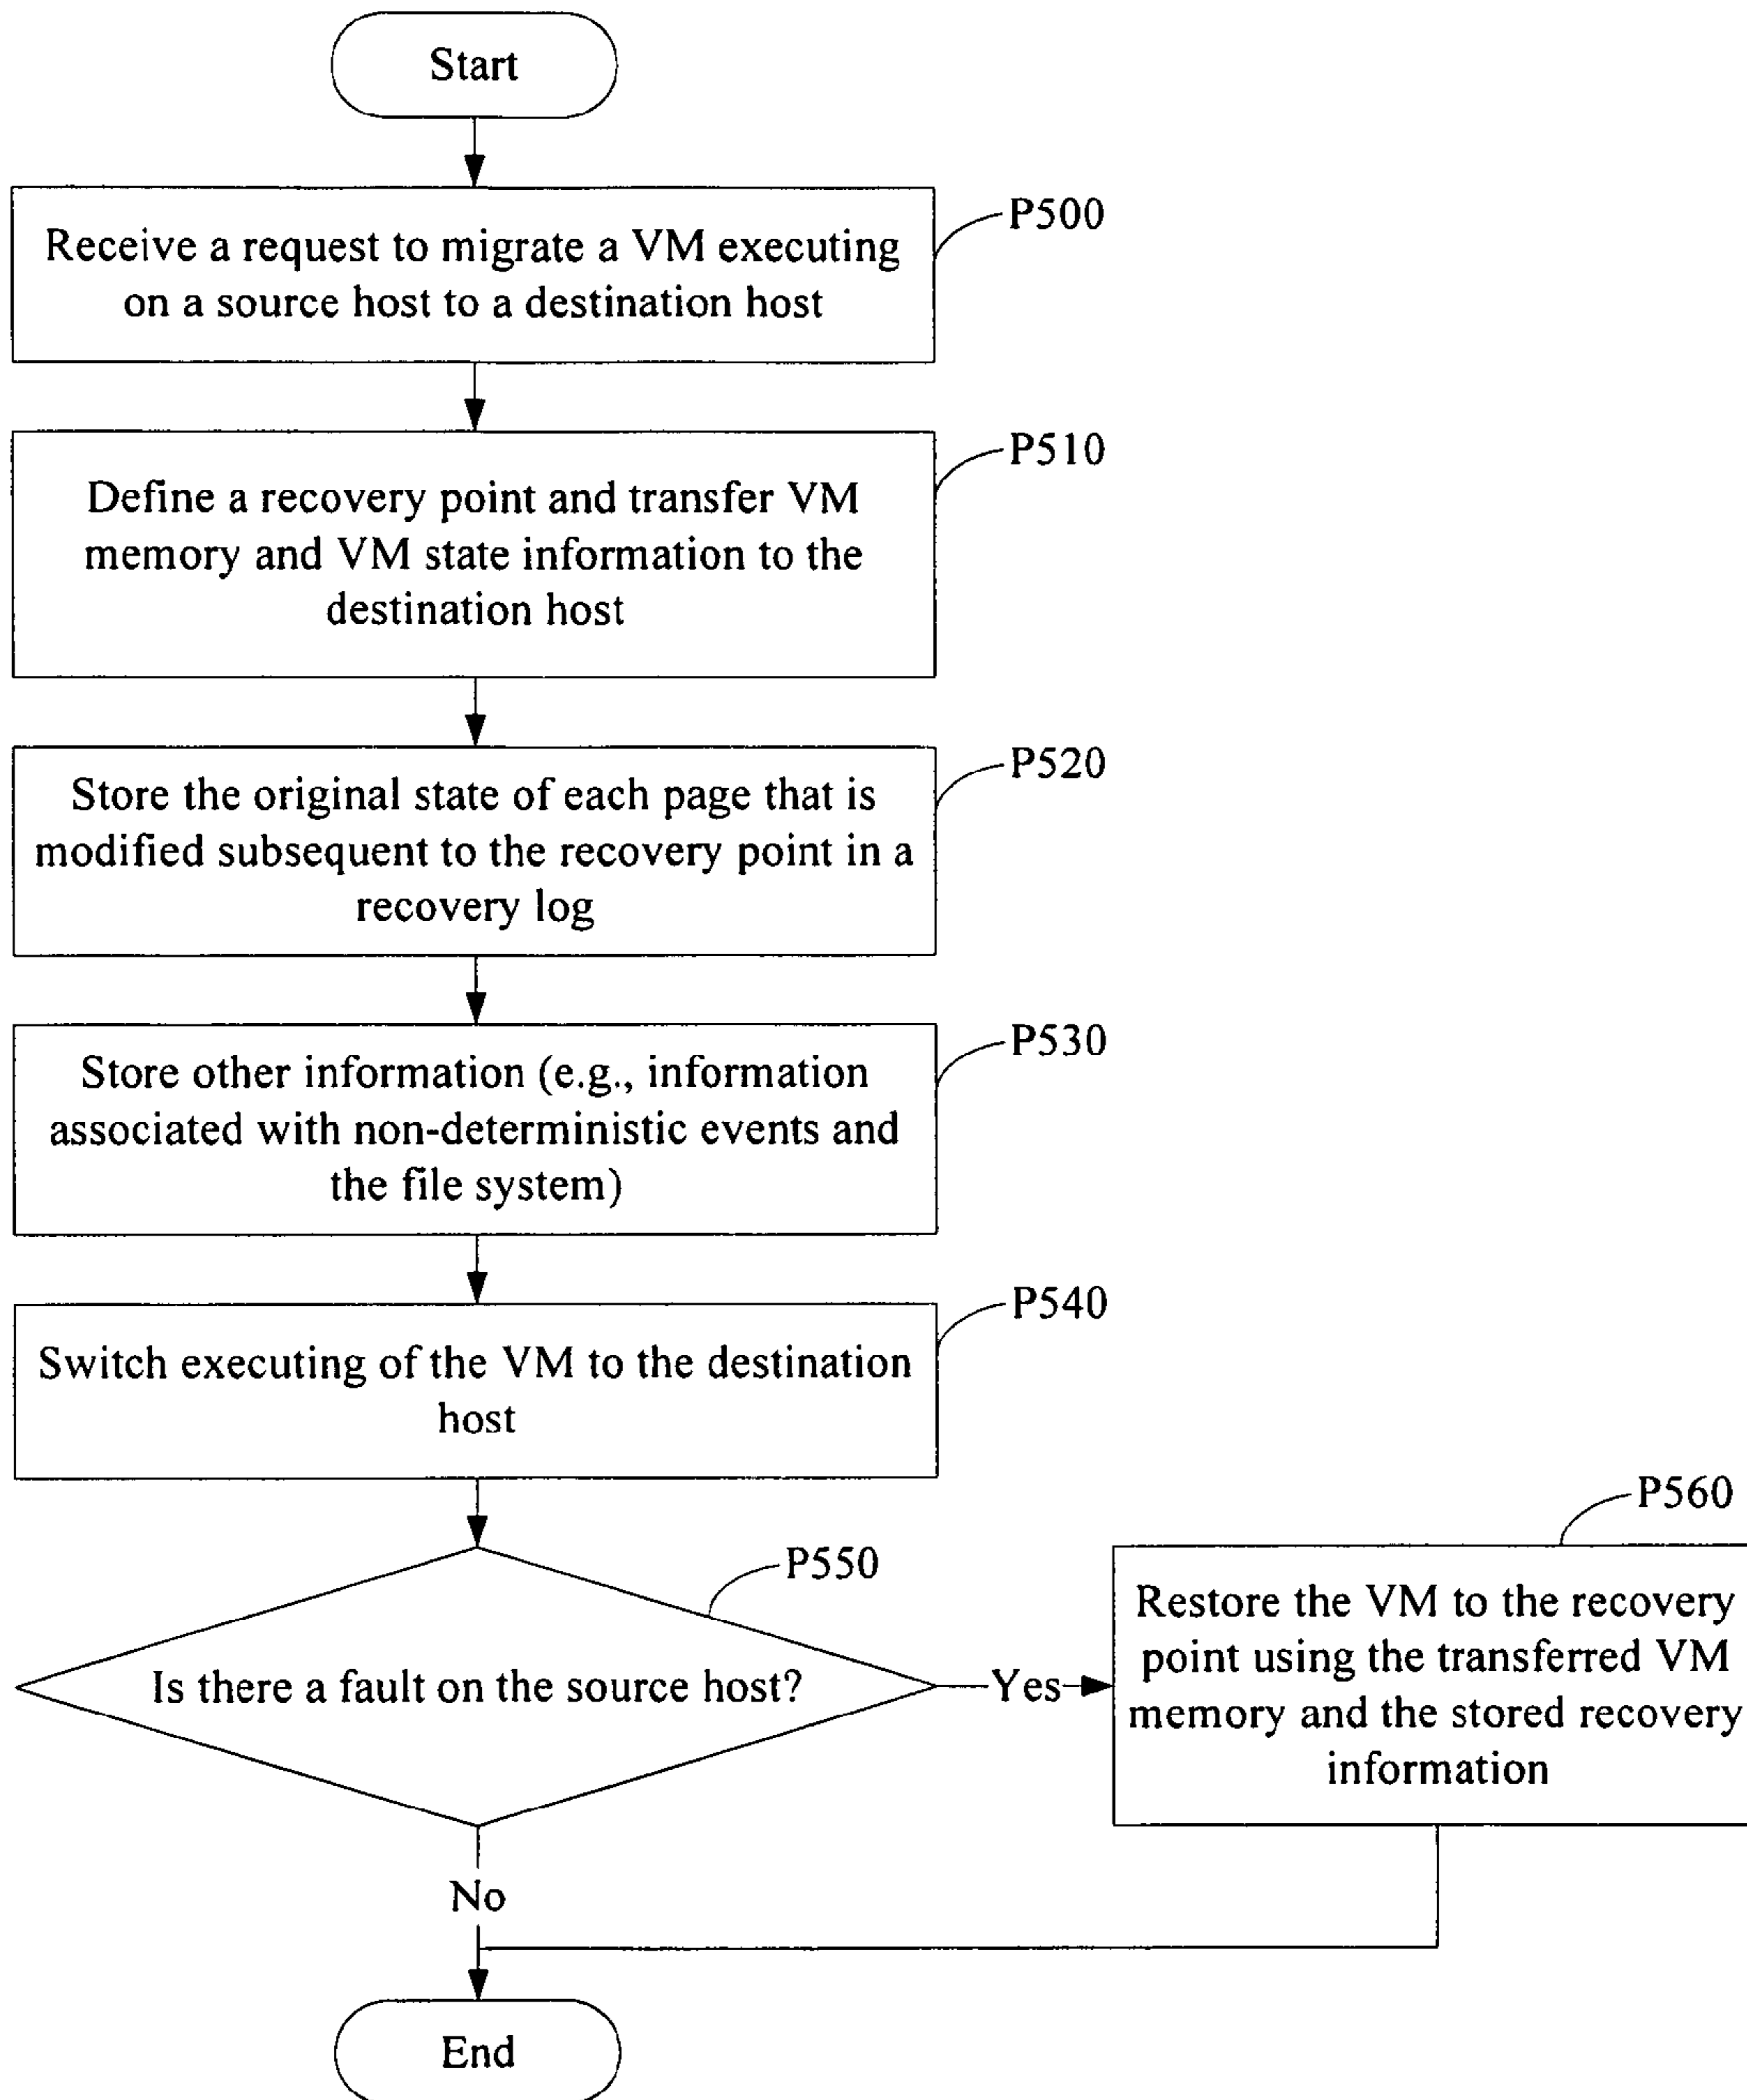 Start
Receive a request to migrate a VM executing
on a source host to a destination host
P500
Define a recovery point and transfer VM
memory and VM state information to the
destination host
P510
Store the original state of each page that is
modified subsequent to the recovery point in a
recovery log
P520
Store other information (e.g., information
associated with non-deterministic events and
the file system)
P530
Switch executing of the VM to the destination
host
P540
Is there a fault on the source host?
P550
Yes
Restore the VM to the recovery
point using the transferred VM
memory and the stored recovery
information
P560
No
End